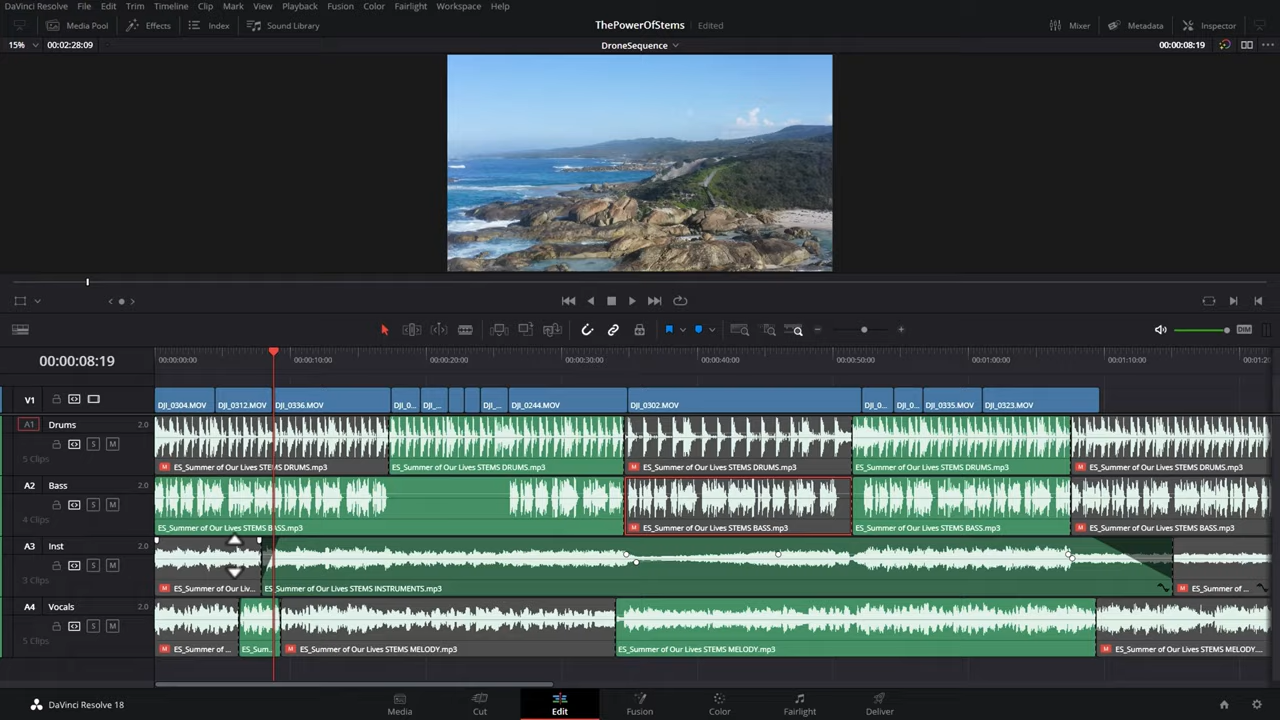 DaVinci Resolve File Edit Trim Timeline Clip Mark View Playback Fusion Color Fairlight Workspace Help
Media Pool Effects Index Sound Library ThePowerOfStems Edited Mixer Metadata Inspector
15% 00:02:28:09 DroneSequence 00:00:08:19
DIM
00:00:08:19 00:00:00:00 00:00:10:00 00:00:20:00 00:00:30:00 00:00:40:00 00:00:50:00 00:01:00:00 00:01:10:00 00:01:20
V1 DJI_0304.MOV DJI_0312.MOV DJI_0336.MOV DJI_0... DJI_... DJI_... DJI_0244.MOV DJI_0302.MOV DJI_0... DJI_0... DJI_0335.MOV DJI_0323.MOV
A1 Drums 2.0
S M
5 Clips M ES_Summer of Our Lives STEMS DRUMS.mp3 ES_Summer of Our Lives STEMS DRUMS.mp3 M ES_Summer of Our Lives STEMS DRUMS.mp3 ES_Summer of Our Lives STEMS DRUMS.mp3 M ES_Summer of Our Lives STEMS DRUMS.mp3
A2 Bass 2.0
S M
4 Clips ES_Summer of Our Lives STEMS BASS.mp3 M ES_Summer of Our Lives STEMS BASS.mp3 ES_Summer of Our Lives STEMS BASS.mp3 M ES_Summer of Our Lives STEMS BASS.mp3
A3 Inst 2.0
S M
3 Clips M ES_Summer of Our Liv... ES_Summer of Our Lives STEMS INSTRUMENTS.mp3 M ES_Summer of ...
A4 Vocals 2.0
S M
5 Clips M ES_Summer of ... ES_Sum... M ES_Summer of Our Lives STEMS MELODY.mp3 ES_Summer of Our Lives STEMS MELODY.mp3 M ES_Summer of Our Lives STEMS MELODY....
DaVinci Resolve 18 Media Cut Edit Fusion Color Fairlight Deliver